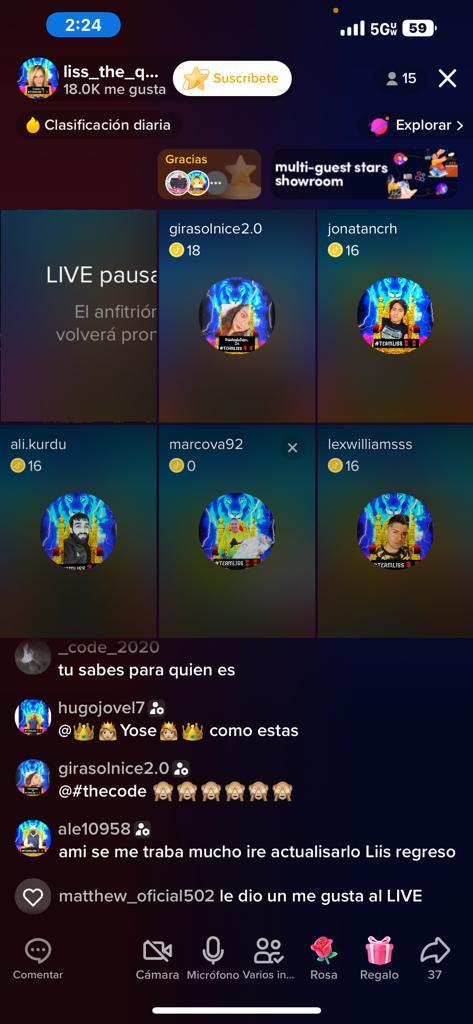 2:24
5G UW 59
liss_the_q...
18.0K me gusta
Suscríbete
15
Clasificación diaria
Explorar >
Gracias
multi-guest stars
showroom
LIVE pausa
El anfitrión
volverá pron
girasolnice2.0
18
jonatancrh
16
#TEAMLISS
#TEAMLISS
ali.kurdu
16
marcova92
0
lexwilliamsss
16
#TEAMLISS
#TEAMLISS
#TEAMLISS
_code_2020
tu sabes para quien es
hugojovel7
@👑👸🏼Yose👸🏼👑 como estas
girasolnice2.0
@#thecode 🙈🙈🙈🙈🙈🙈
ale10958
ami se me traba mucho ire actualisarlo Liis regreso
matthew_oficial502 le dio un me gusta al LIVE
Comentar
Cámara
Micrófono
Varios in...
Rosa
Regalo
37